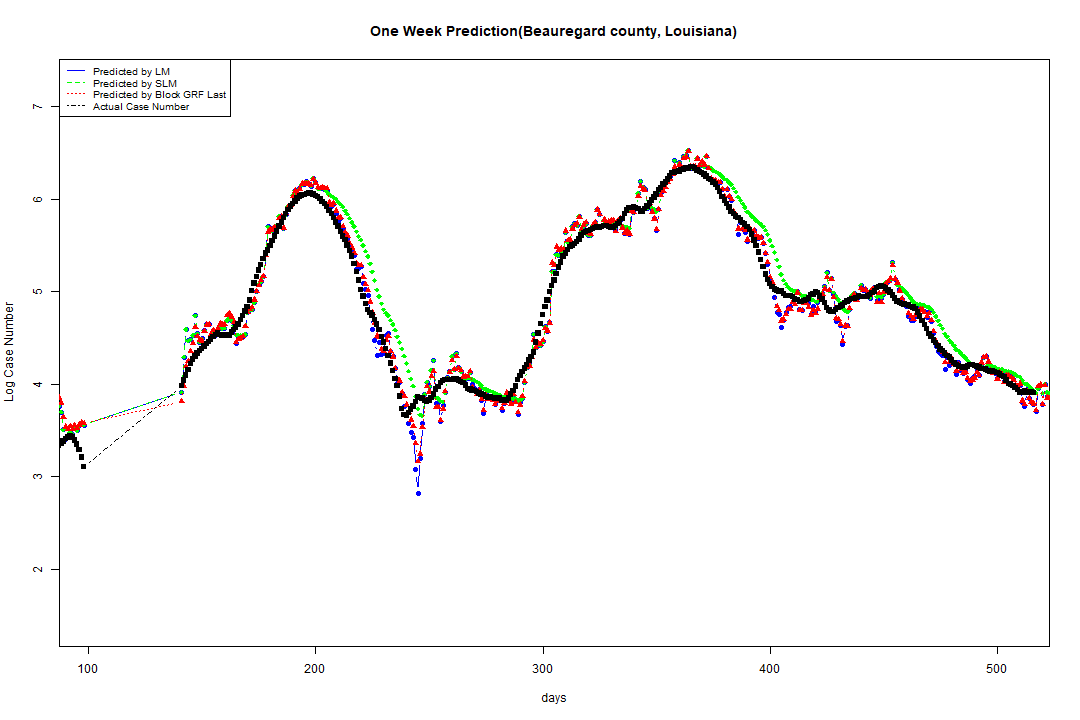 One Week Prediction(Beauregard county, Louisiana)
Predicted by LM
Predicted by SLM
Predicted by Block GRF Last
Actual Case Number
7
6
5
4
3
2
Log Case Number
100 200 300 400 500
days